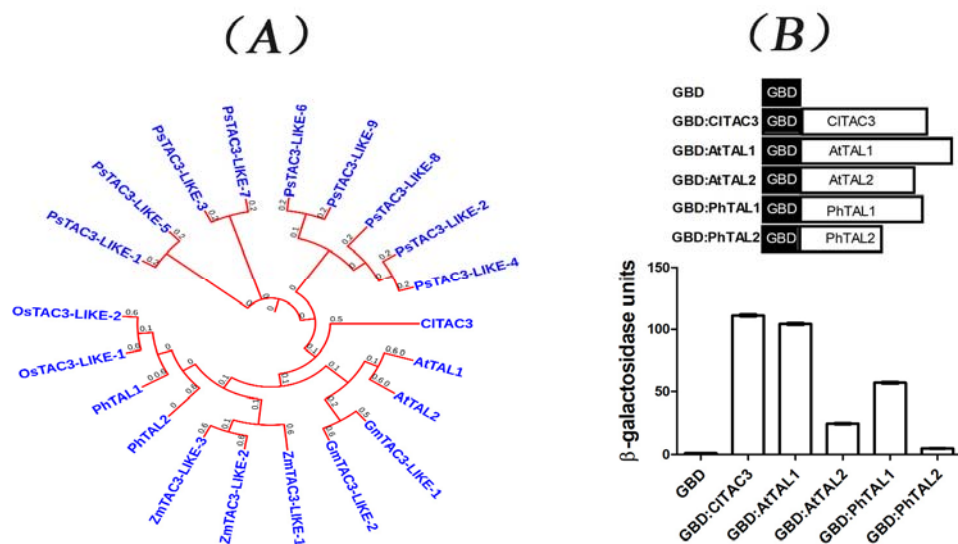 (A)
(B)
PsTAC3-LIKE-1
PsTAC3-LIKE-5
PsTAC3-LIKE-3
PsTAC3-LIKE-7
PsTAC3-LIKE-6
PsTAC3-LIKE-9
PsTAC3-LIKE-8
PsTAC3-LIKE-2
PsTAC3-LIKE-4
ClTAC3
AtTAL1
AtTAL2
GmTAC3-LIKE-1
GmTAC3-LIKE-2
ZmTAC3-LIKE-1
ZmTAC3-LIKE-2
ZmTAC3-LIKE-3
PhTAL2
PhTAL1
OsTAC3-LIKE-1
OsTAC3-LIKE-2
GBD GBD
GBD:ClTAC3 GBD ClTAC3
GBD:AtTAL1 GBD AtTAL1
GBD:AtTAL2 GBD AtTAL2
GBD:PhTAL1 GBD PhTAL1
GBD:PhTAL2 GBD PhTAL2
β-galactosidase units
150
100
50
0
GBD
GBD:ClTAC3
GBD:AtTAL1
GBD:AtTAL2
GBD:PhTAL1
GBD:PhTAL2